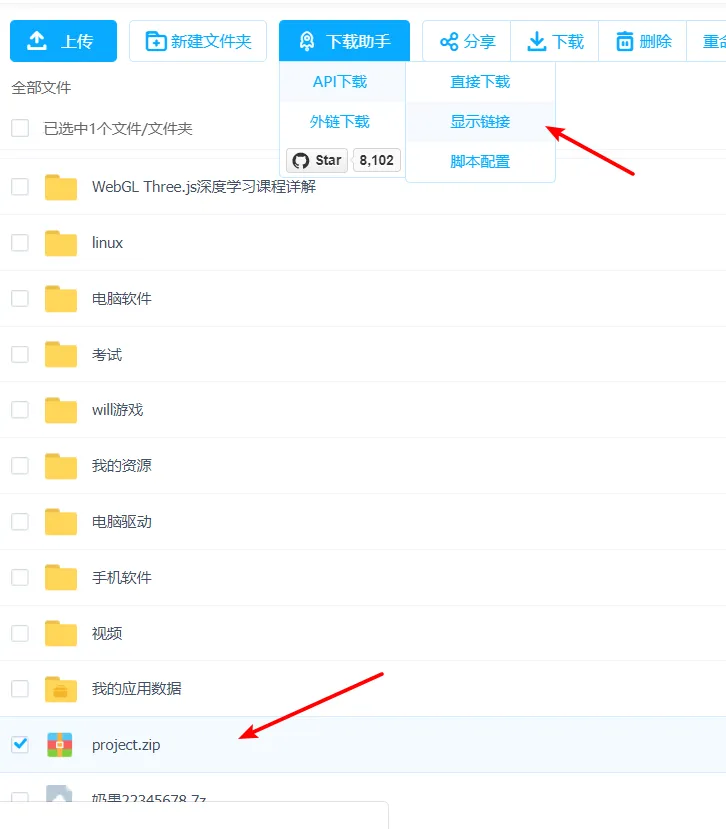 上传 新建文件夹 下载助手 分享 下载 删除
全部文件 API下载 直接下载
已选中1个文件/文件夹 外链下载 显示链接
Star 8,102 脚本配置
WebGL Three.js深度学习课程详解
linux
电脑软件
考试
will游戏
我的资源
电脑驱动
手机软件
视频
我的应用数据
project.zip